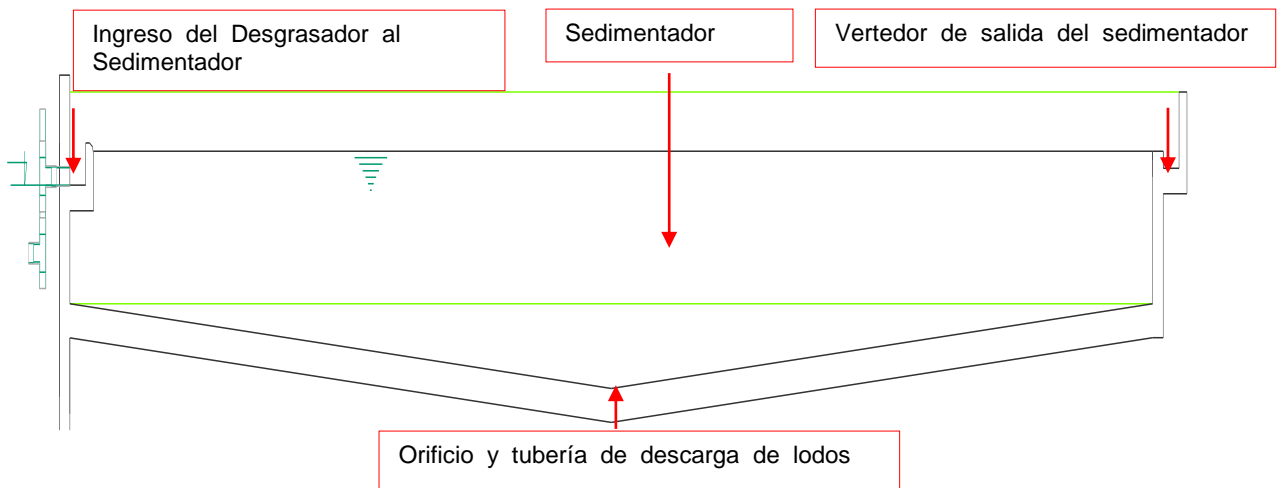 Ingreso del Desgrasador al
Sedimentador
Sedimentador
Vertedor de salida del sedimentador
Orificio y tubería de descarga de lodos